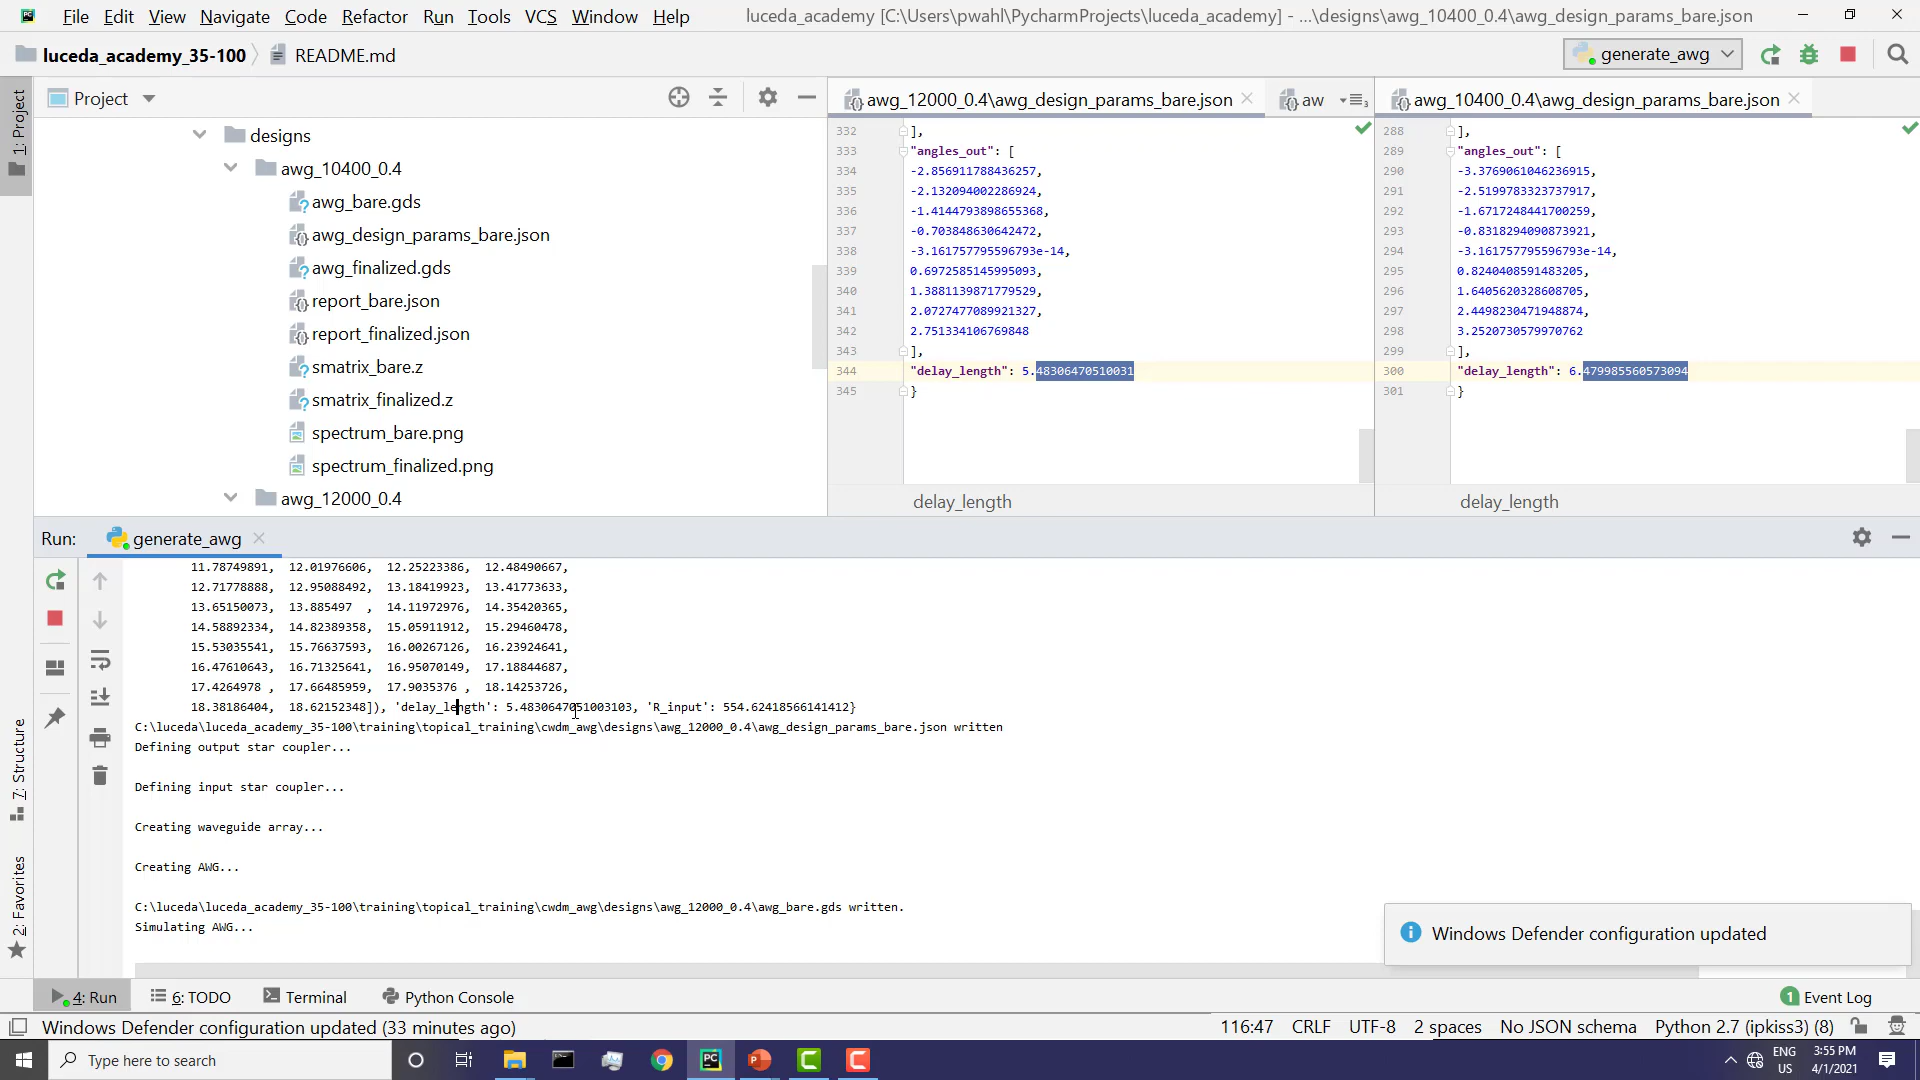 File Edit View Navigate Code Refactor Run Tools VCS Window Help luceda_academy [C:\Users\pwahl\PycharmProjects\luceda_academy] - ...\designs\awg_10400_0.4\awg_design_params_bare.json
luceda_academy_35-100 README.md generate_awg
1: Project
Project
designs
awg_10400_0.4
awg_bare.gds
awg_design_params_bare.json
awg_finalized.gds
report_bare.json
report_finalized.json
smatrix_bare.z
smatrix_finalized.z
spectrum_bare.png
spectrum_finalized.png
awg_12000_0.4
awg_12000_0.4\awg_design_params_bare.json aw
332 ],
333 "angles_out": [
334 -2.856911788436257,
335 -2.132094002286924,
336 -1.4144793898655368,
337 -0.703848630642472,
338 -3.161757795596793e-14,
339 0.6972585145995093,
340 1.3881139871779529,
341 2.0727477089921327,
342 2.751334106769848
343 ],
344 "delay_length": 5.48306470510031
345 }
delay_length
awg_10400_0.4\awg_design_params_bare.json
288 ],
289 "angles_out": [
290 -3.3769061046236915,
291 -2.5199783323737917,
292 -1.6717248441700259,
293 -0.8318294090873921,
294 -3.161757795596793e-14,
295 0.8240408591483205,
296 1.6405620328608705,
297 2.4498230471948874,
298 3.2520730579970762
299 ],
300 "delay_length": 6.479985560573094
301 }
delay_length
Run: generate_awg
11.78749891, 12.01976606, 12.25223386, 12.48490667,
12.71778888, 12.95088492, 13.18419923, 13.41773633,
13.65150073, 13.885497 , 14.11972976, 14.35420365,
14.58892334, 14.82389358, 15.05911912, 15.29460478,
15.53035541, 15.76637593, 16.00267126, 16.23924641,
16.47610643, 16.71325641, 16.95070149, 17.18844687,
17.4264978 , 17.66485959, 17.9035376 , 18.14253726,
18.38186404, 18.62152348]), 'delay_length': 5.4830647051003103, 'R_input': 554.62418566141412}
C:\luceda\luceda_academy_35-100\training\topical_training\cwdm_awg\designs\awg_12000_0.4\awg_design_params_bare.json written
Defining output star coupler...
Defining input star coupler...
Creating waveguide array...
Creating AWG...
C:\luceda\luceda_academy_35-100\training\topical_training\cwdm_awg\designs\awg_12000_0.4\awg_bare.gds written.
Simulating AWG...
7: Structure
2: Favorites
Windows Defender configuration updated
4: Run 6: TODO Terminal Python Console 1 Event Log
Windows Defender configuration updated (33 minutes ago) 116:47 CRLF UTF-8 2 spaces No JSON schema Python 2.7 (ipkiss3) (8)
Type here to search PC ENG US 3:55 PM 4/1/2021